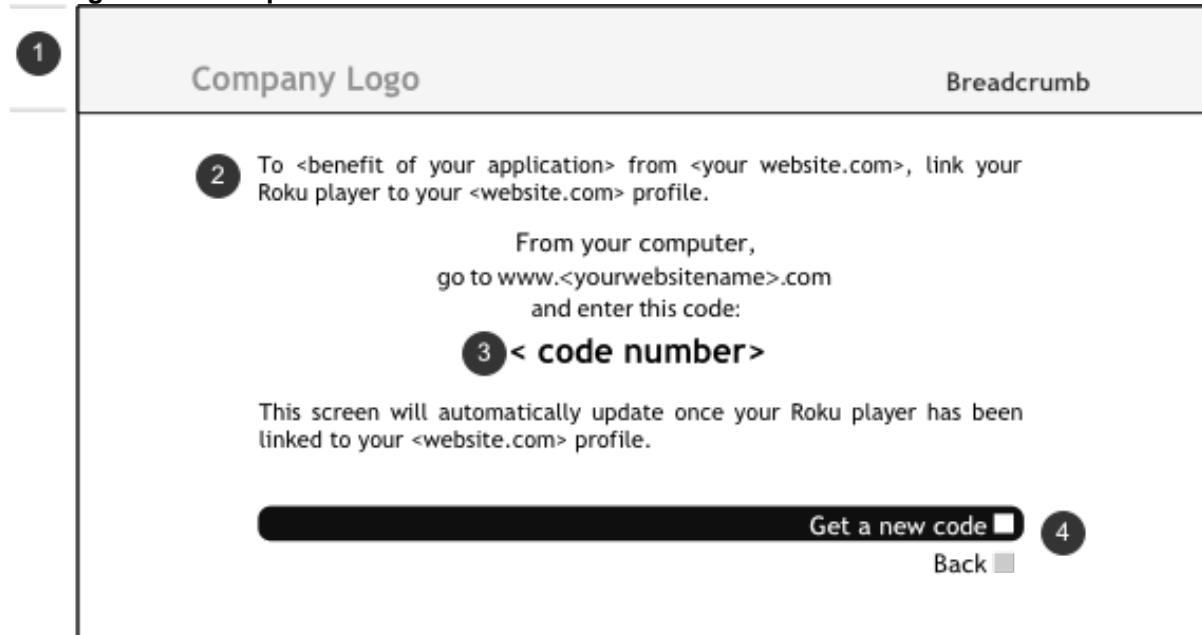 1
Company Logo
Breadcrumb
2
To <benefit of your application> from <your website.com>, link your
Roku player to your <website.com> profile.
From your computer,
go to www.<yourwebsitename>.com
and enter this code:
3
< code number>
This screen will automatically update once your Roku player has been
linked to your <website.com> profile.
Get a new code
4
Back